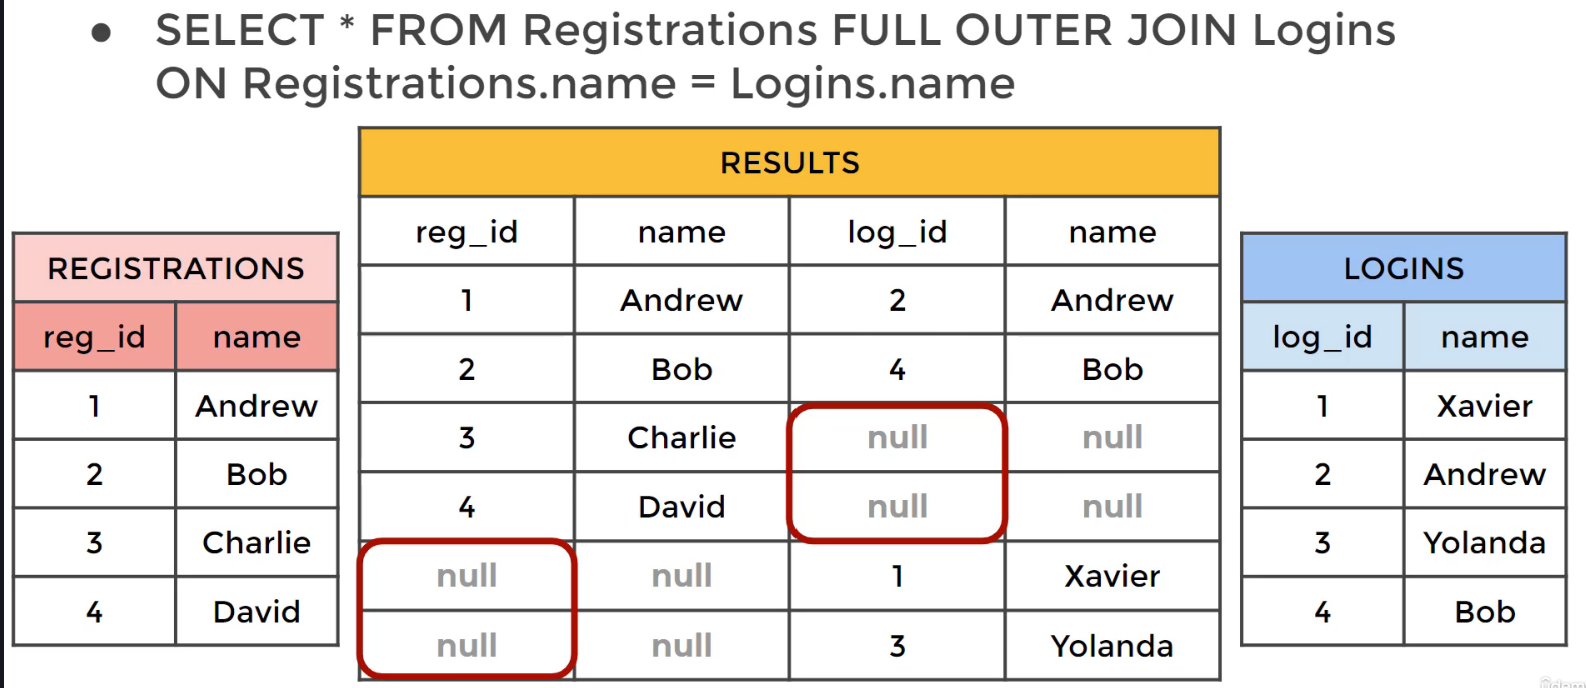 ● SELECT * FROM Registrations FULL OUTER JOIN Logins
ON Registrations.name = Logins.name
REGISTRATIONS
reg_id name
1 Andrew
2 Bob
3 Charlie
4 David
RESULTS
reg_id name log_id name
1 Andrew 2 Andrew
2 Bob 4 Bob
3 Charlie null null
4 David null null
null null 1 Xavier
null null 3 Yolanda
LOGINS
log_id name
1 Xavier
2 Andrew
3 Yolanda
4 Bob